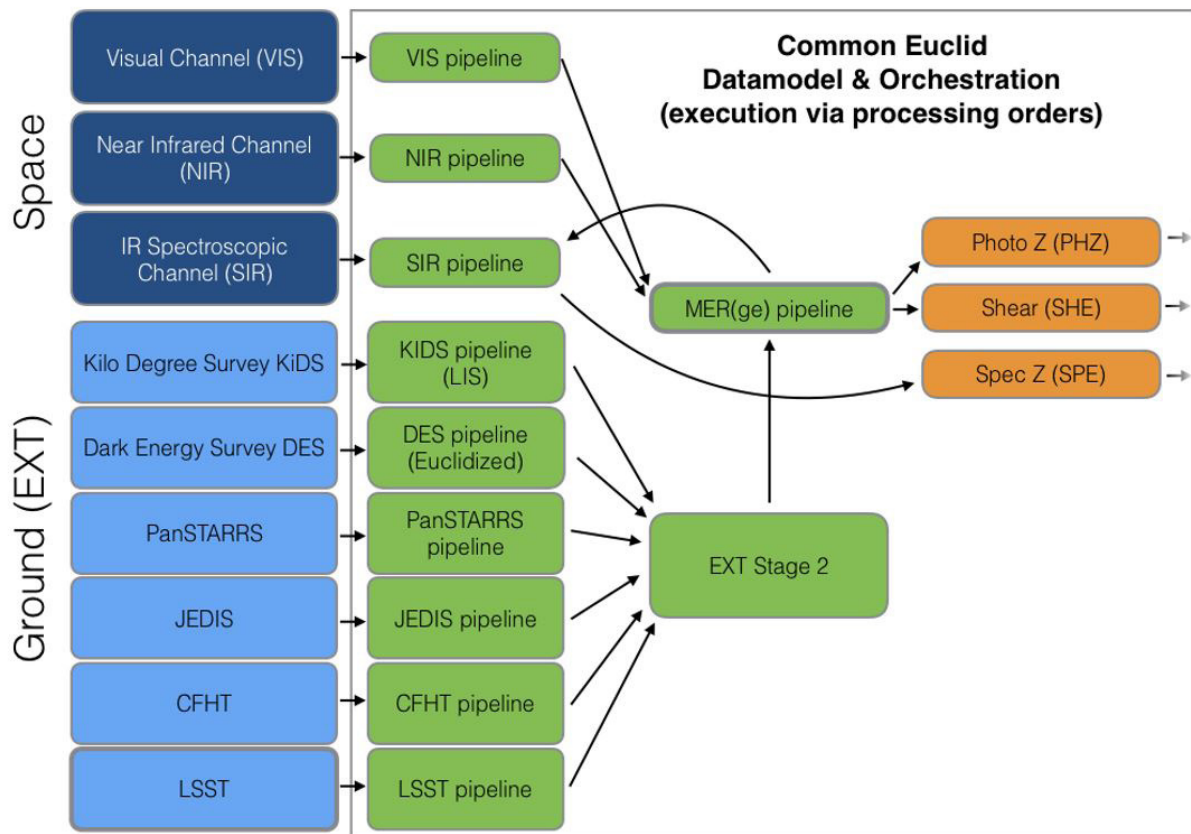 Space
Ground (EXT)
Visual Channel (VIS)
Near Infrared Channel
(NIR)
IR Spectroscopic
Channel (SIR)
Kilo Degree Survey KiDS
Dark Energy Survey DES
PanSTARRS
JEDIS
CFHT
LSST
VIS pipeline
NIR pipeline
SIR pipeline
KIDS pipeline
(LIS)
DES pipeline
(Euclidized)
PanSTARRS
pipeline
JEDIS pipeline
CFHT pipeline
LSST pipeline
Common Euclid
Datamodel & Orchestration
(execution via processing orders)
MER(ge) pipeline
EXT Stage 2
Photo Z (PHZ)
Shear (SHE)
Spec Z (SPE)